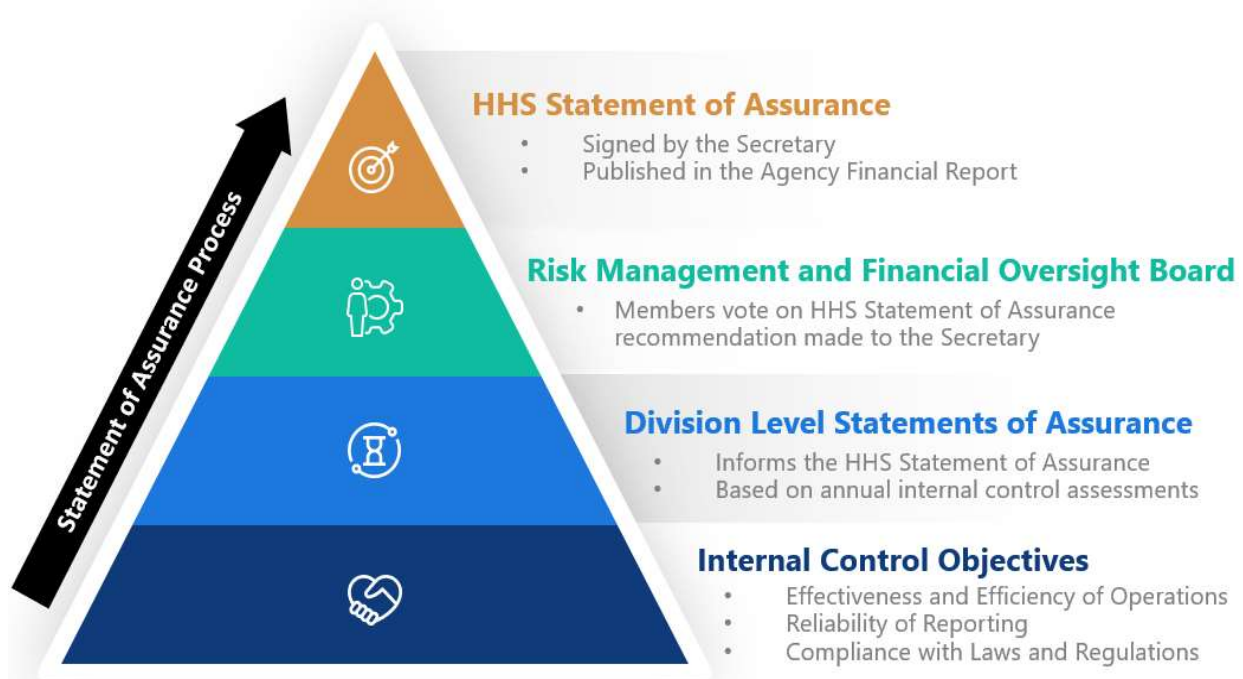 Statement of Assurance Process
HHS Statement of Assurance
• Signed by the Secretary
• Published in the Agency Financial Report
Risk Management and Financial Oversight Board
• Members vote on HHS Statement of Assurance
recommendation made to the Secretary
Division Level Statements of Assurance
• Informs the HHS Statement of Assurance
• Based on annual internal control assessments
Internal Control Objectives
• Effectiveness and Efficiency of Operations
• Reliability of Reporting
• Compliance with Laws and Regulations